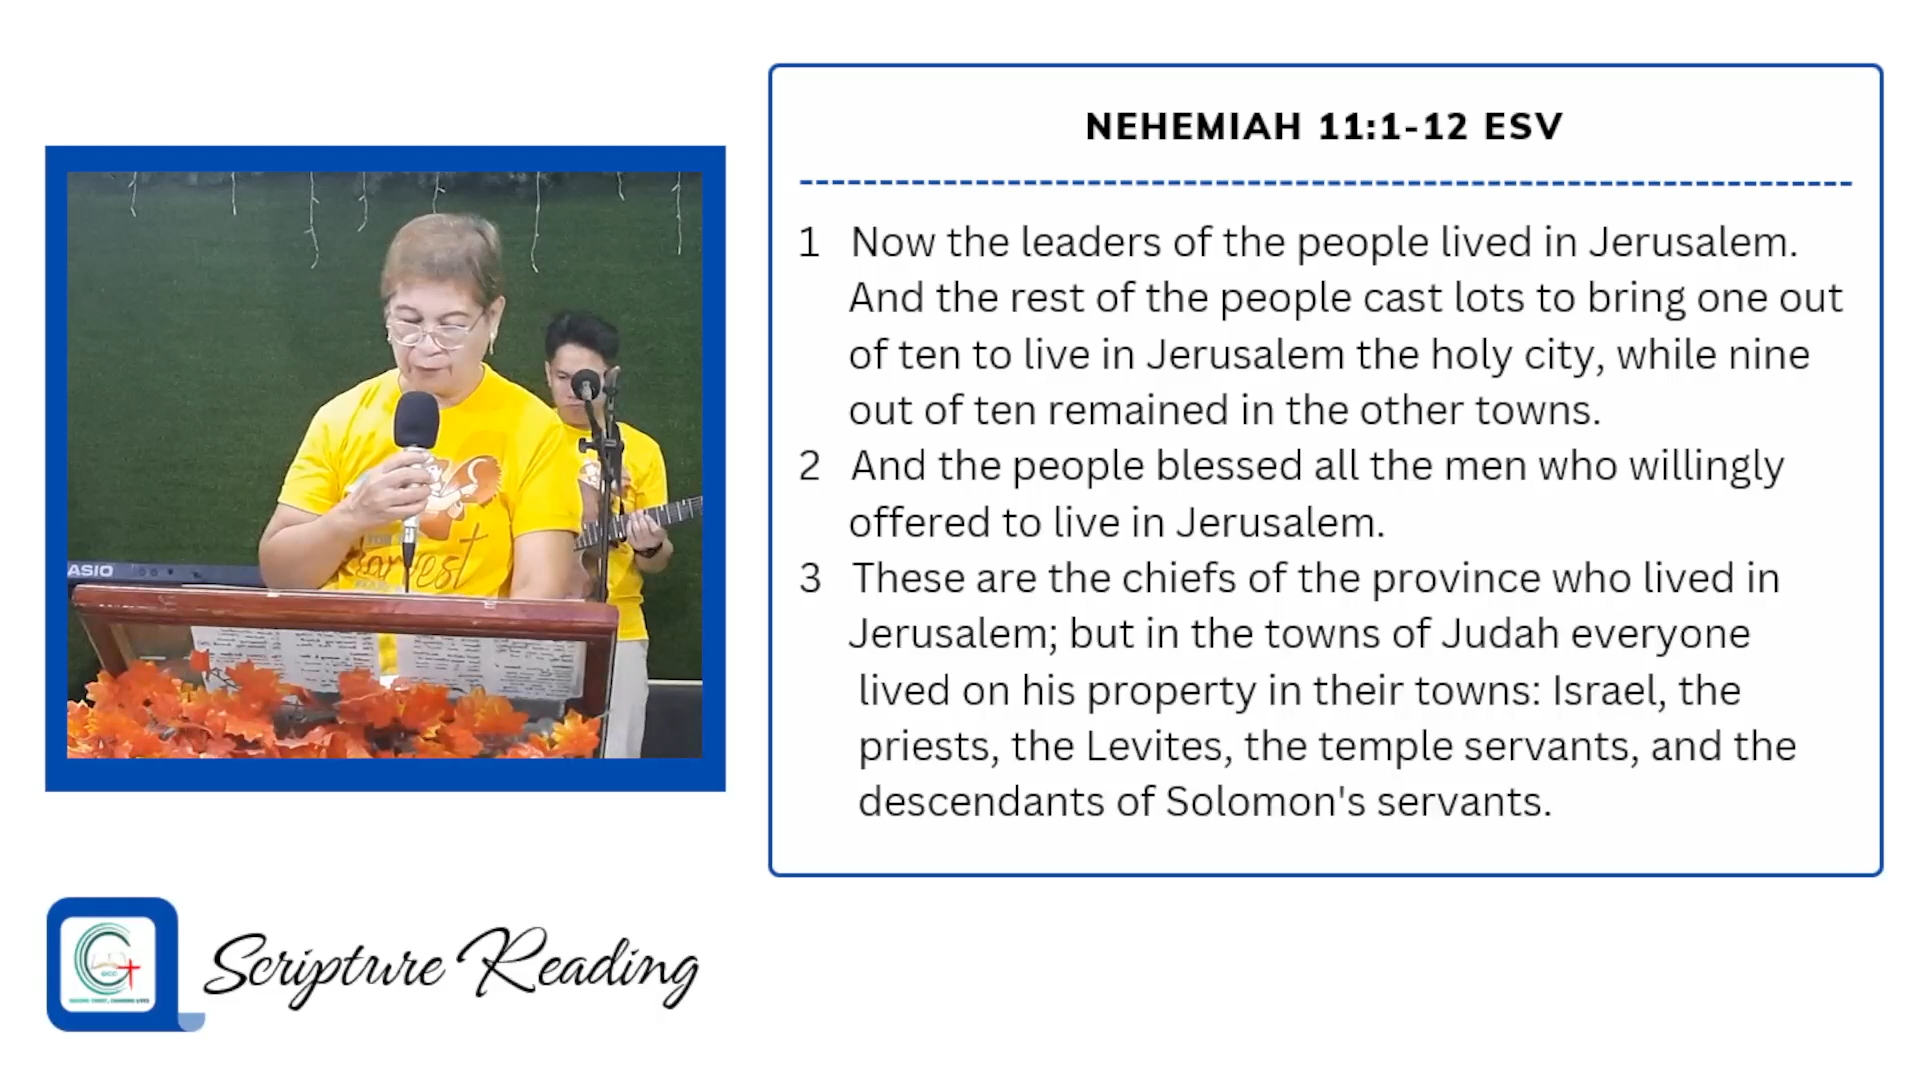 NEHEMIAH 11:1-12 ESV
1 Now the leaders of the people lived in Jerusalem.
And the rest of the people cast lots to bring one out
of ten to live in Jerusalem the holy city, while nine
out of ten remained in the other towns.
2 And the people blessed all the men who willingly
offered to live in Jerusalem.
3 These are the chiefs of the province who lived in
Jerusalem; but in the towns of Judah everyone
lived on his property in their towns: Israel, the
priests, the Levites, the temple servants, and the
descendants of Solomon's servants.
ASIO
Harvest
Scripture Reading
GCC